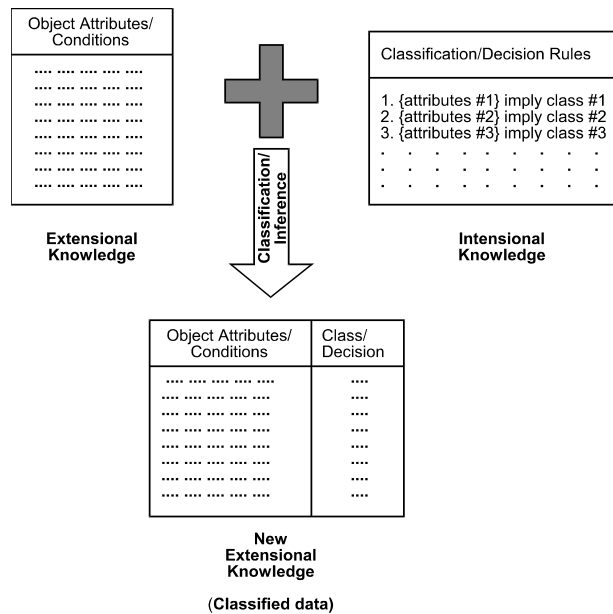 Object Attributes/
Conditions
.... .... .... .... ....
.... .... .... .... ....
.... .... .... .... ....
.... .... .... .... ....
.... .... .... .... ....
.... .... .... .... ....
.... .... .... .... ....
.... .... .... .... ....
Extensional
Knowledge
Classification/
Inference
Classification/Decision Rules
1. {attributes #1} imply class #1
2. {attributes #2} imply class #2
3. {attributes #3} imply class #3
. . . . . . . . .
. . . . . . . . .
Intensional
Knowledge
Object Attributes/
Conditions
Class/
Decision
.... .... .... .... .... ....
.... .... .... .... .... ....
.... .... .... .... .... ....
.... .... .... .... .... ....
.... .... .... .... .... ....
.... .... .... .... .... ....
.... .... .... .... .... ....
.... .... .... .... .... ....
New
Extensional
Knowledge
(Classified data)